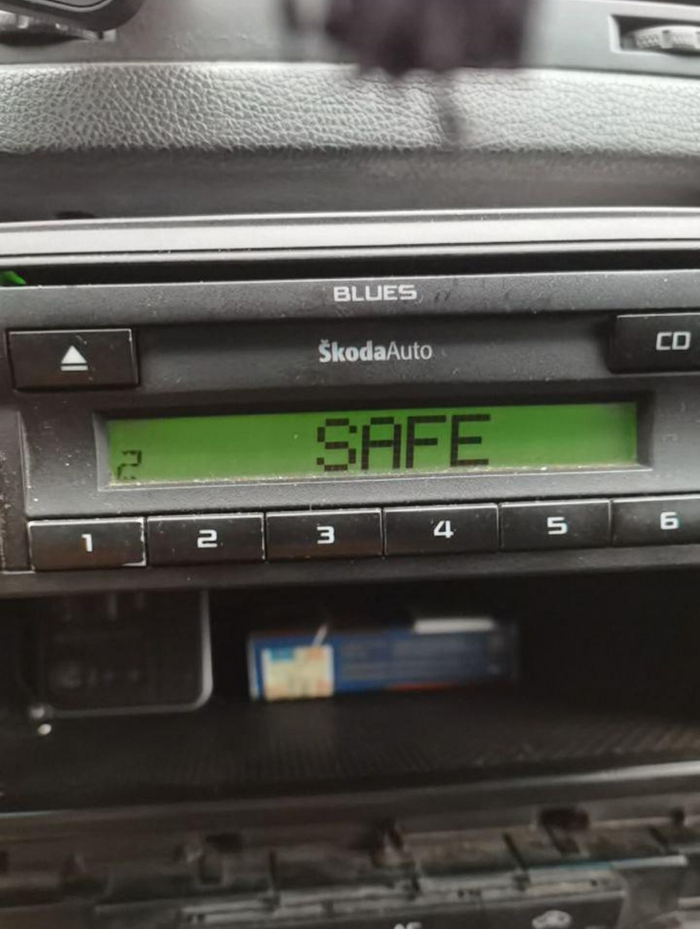 BLUES
ŠkodaAuto
CD
2 SAFE
1 2 3 4 5 6